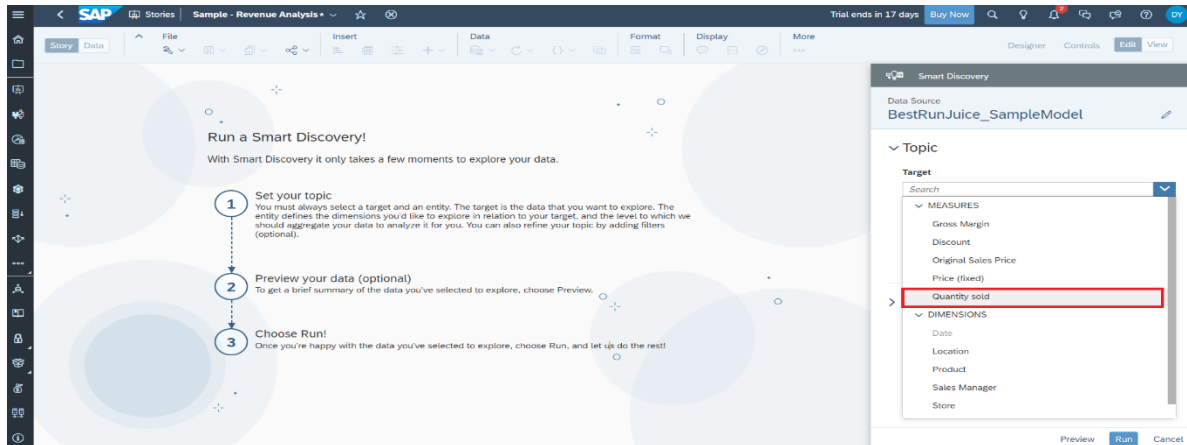 SAP Stories Sample - Revenue Analysis Trial ends in 17 days Buy Now 2 DY
Story Data File Insert Data Format Display More Designer Controls Edit View
Smart Discovery
Data Source
BestRunJuice_SampleModel
Topic
Target
Search
MEASURES
Gross Margin
Discount
Original Sales Price
Price (fixed)
Quantity sold
DIMENSIONS
Date
Location
Product
Sales Manager
Store
Preview Run Cancel
Run a Smart Discovery!
With Smart Discovery it only takes a few moments to explore your data.
1 Set your topic
You must always select a target and an entity. The target is the data that you want to explore. The
entity defines the dimensions you'd like to explore in relation to your target, and the level to which we
should aggregate your data to analyze it for you. You can also refine your topic by adding filters
(optional).
2 Preview your data (optional)
To get a brief summary of the data you've selected to explore, choose Preview.
3 Choose Run!
Once you're happy with the data you've selected to explore, choose Run, and let us do the rest!